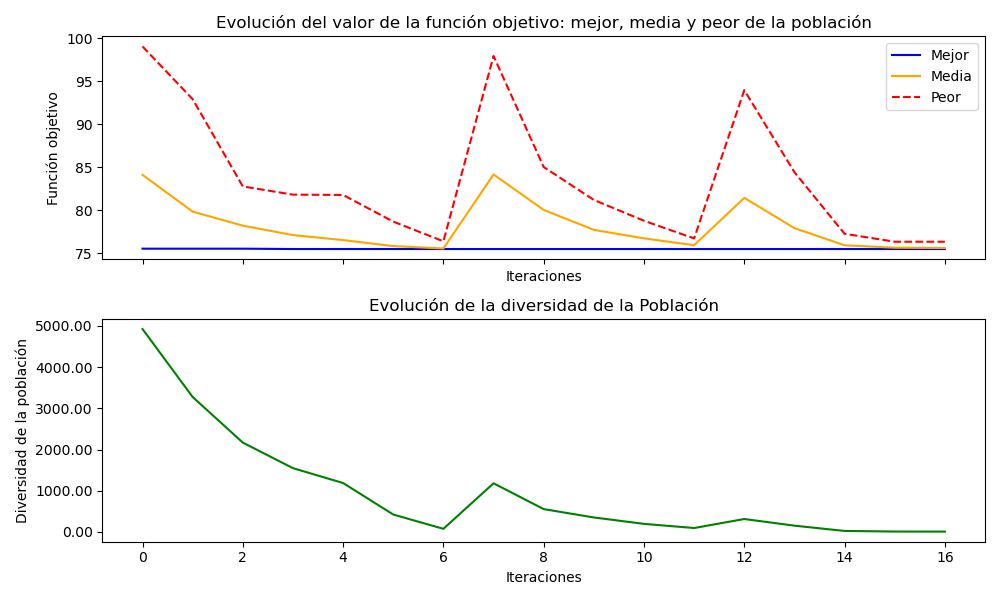 Evolución del valor de la función objetivo: mejor, media y peor de la población
100
95
90
85
80
75
Función objetivo
Mejor
Media
Peor
Iteraciones
Evolución de la diversidad de la Población
5000.00
4000.00
3000.00
2000.00
1000.00
0.00
Diversidad de la población
0 2 4 6 8 10 12 14 16
Iteraciones